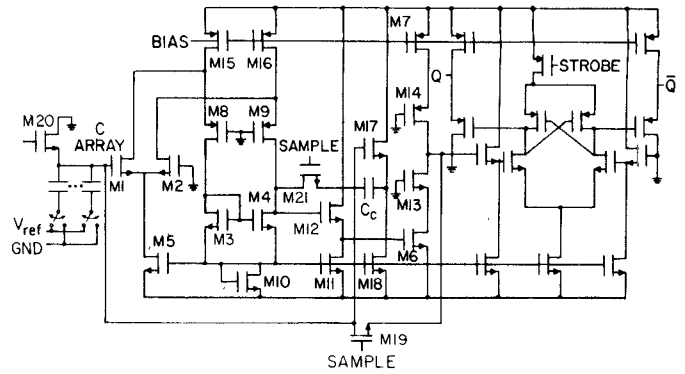 M7
BIAS
M15
M16
Q
STROBE
Q̅
M20
C
ARRAY
M8
M9
M14
M17
SAMPLE
M1
M2
M21
C_C
M13
M3
M4
M12
V_ref
GND
M5
M6
M10
M11
M18
M19
SAMPLE